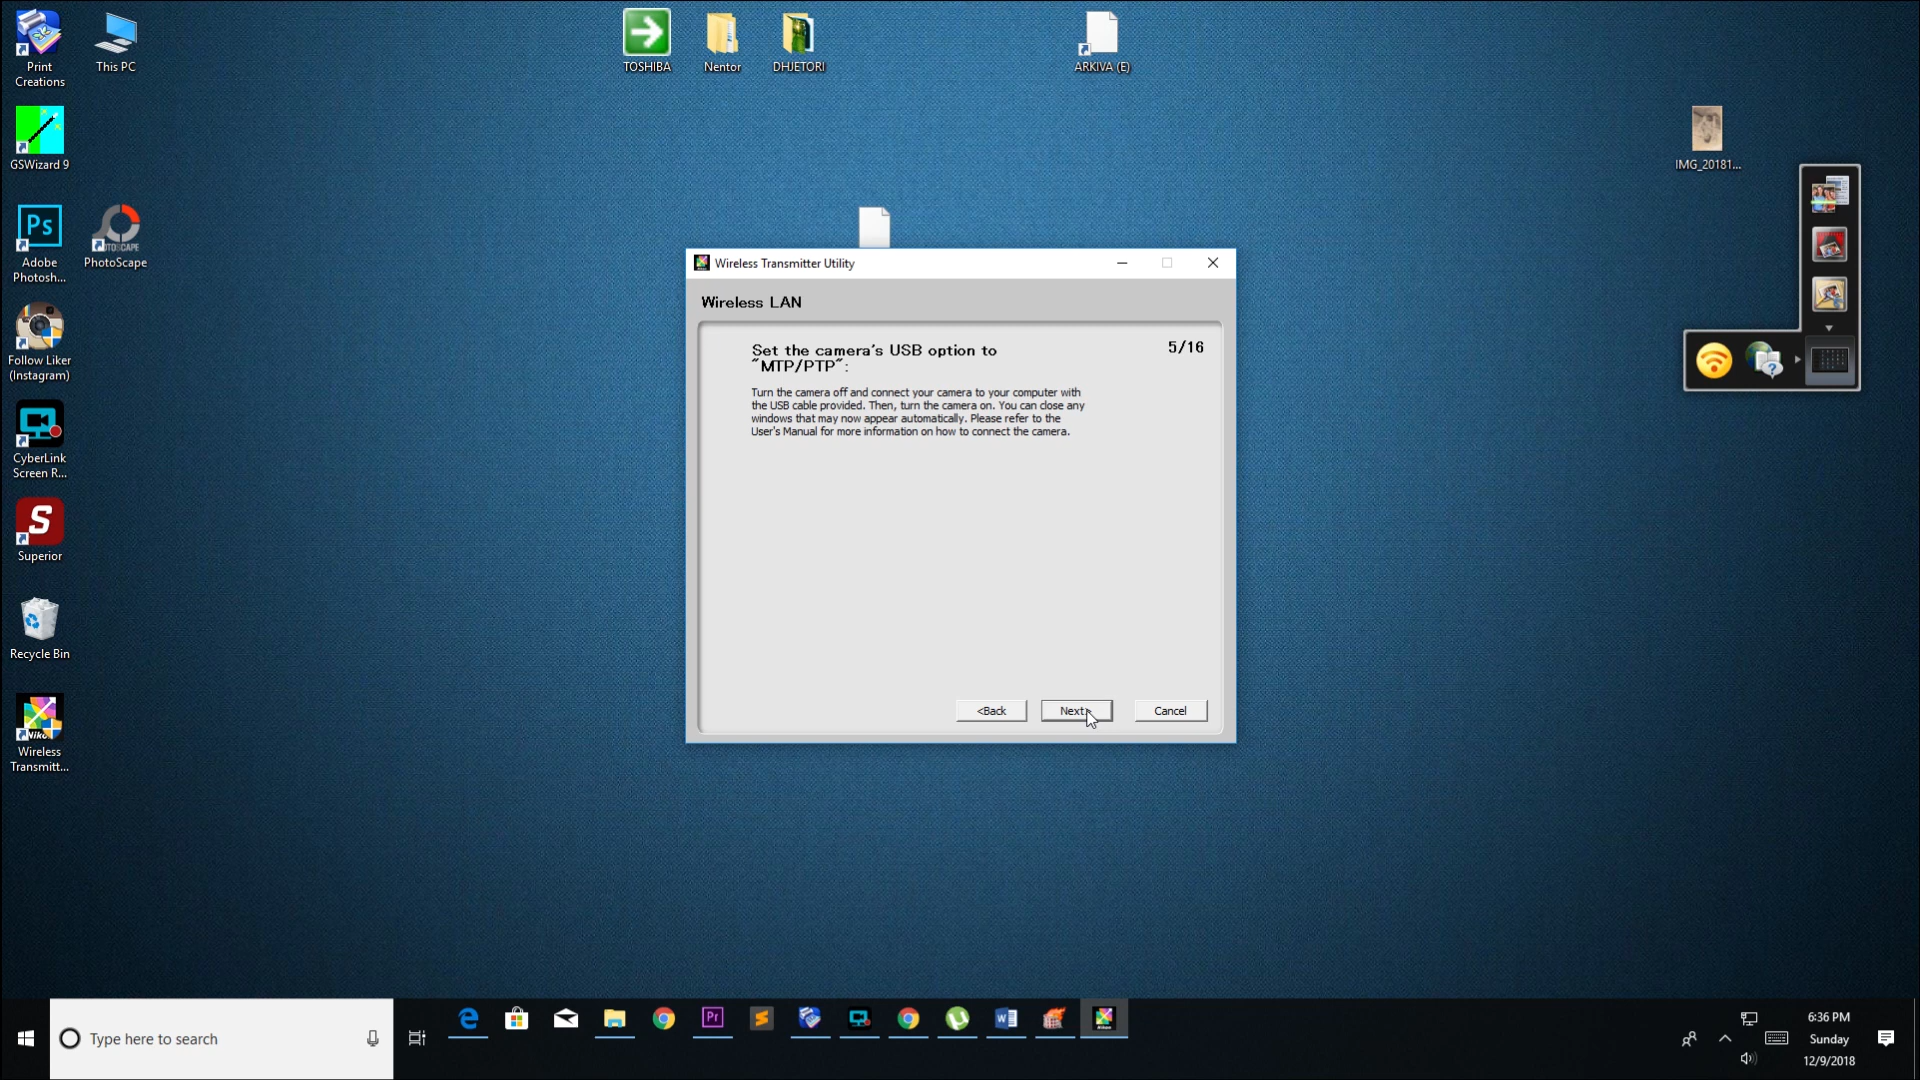 Print
Creations
This PC
TOSHIBA
Nentor
DHJETORI
ARKIVA (E)
GSWizard 9
IMG_20181...
Ps
Adobe
Photosh...
PhotoScape
Follow Liker
(Instagram)
CyberLink
Screen R...
S
Superior
Recycle Bin
Nikon
Wireless
Transmitt...
Wireless Transmitter Utility
Wireless LAN
Set the camera's USB option to
"MTP/PTP":
5/16
Turn the camera off and connect your camera to your computer with
the USB cable provided. Then, turn the camera on. You can close any
windows that may now appear automatically. Please refer to the
User's Manual for more information on how to connect the camera.
<Back
Next>
Cancel
Type here to search
Pr
6:36 PM
Sunday
12/9/2018